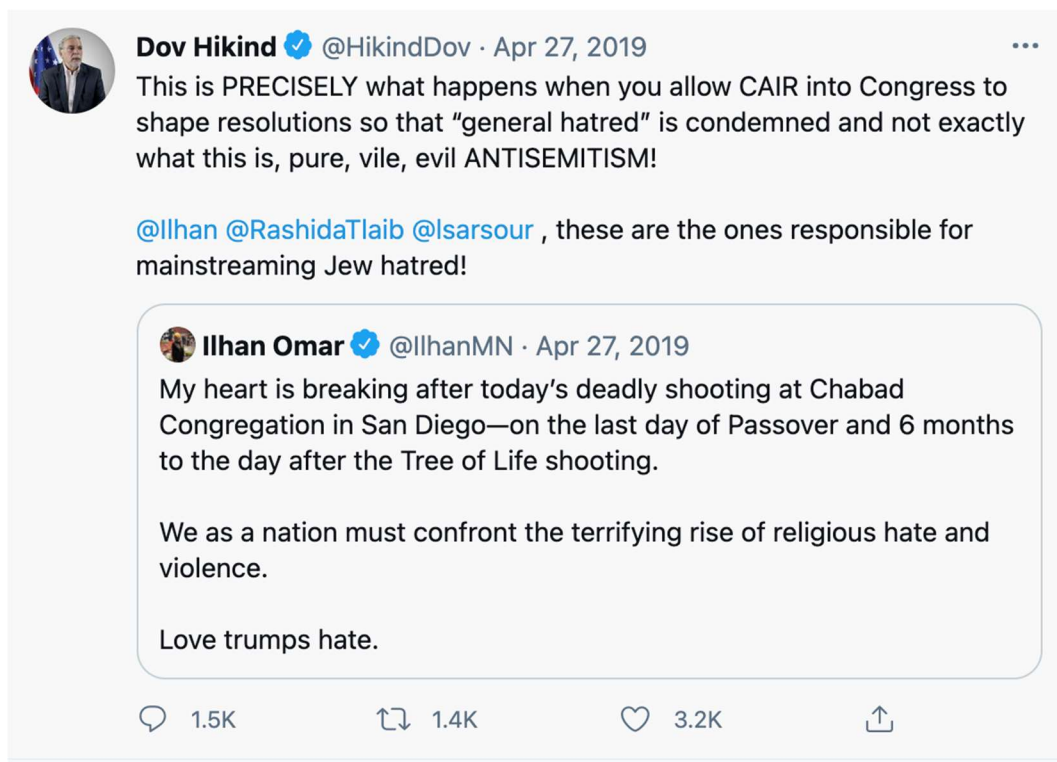 Dov Hikind @HikindDov · Apr 27, 2019
This is PRECISELY what happens when you allow CAIR into Congress to
shape resolutions so that “general hatred” is condemned and not exactly
what this is, pure, vile, evil ANTISEMITISM!
@Ilhan @RashidaTlaib @lsarsour , these are the ones responsible for
mainstreaming Jew hatred!
Ilhan Omar @IlhanMN · Apr 27, 2019
My heart is breaking after today’s deadly shooting at Chabad
Congregation in San Diego—on the last day of Passover and 6 months
to the day after the Tree of Life shooting.
We as a nation must confront the terrifying rise of religious hate and
violence.
Love trumps hate.
1.5K 1.4K 3.2K